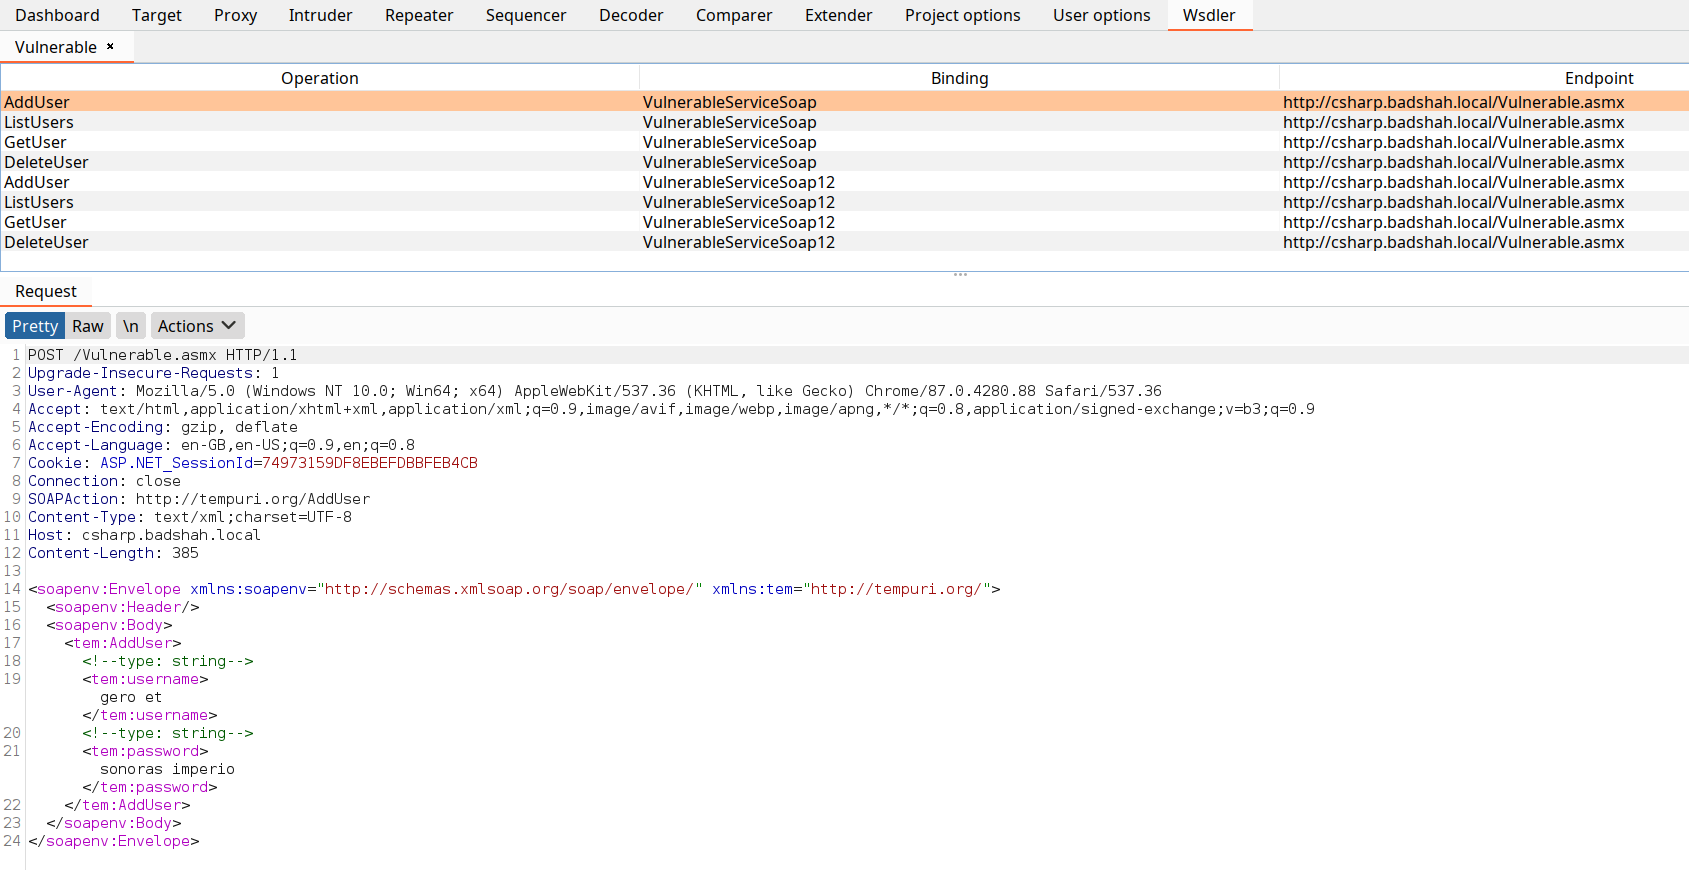 Dashboard Target Proxy Intruder Repeater Sequencer Decoder Comparer Extender Project options User options Wsdler
Vulnerable ×
Operation Binding Endpoint
AddUser VulnerableServiceSoap http://csharp.badshah.local/Vulnerable.asmx
ListUsers VulnerableServiceSoap http://csharp.badshah.local/Vulnerable.asmx
GetUser VulnerableServiceSoap http://csharp.badshah.local/Vulnerable.asmx
DeleteUser VulnerableServiceSoap http://csharp.badshah.local/Vulnerable.asmx
AddUser VulnerableServiceSoap12 http://csharp.badshah.local/Vulnerable.asmx
ListUsers VulnerableServiceSoap12 http://csharp.badshah.local/Vulnerable.asmx
GetUser VulnerableServiceSoap12 http://csharp.badshah.local/Vulnerable.asmx
DeleteUser VulnerableServiceSoap12 http://csharp.badshah.local/Vulnerable.asmx
Request
Pretty Raw \n Actions
1 POST /Vulnerable.asmx HTTP/1.1
2 Upgrade-Insecure-Requests: 1
3 User-Agent: Mozilla/5.0 (Windows NT 10.0; Win64; x64) AppleWebKit/537.36 (KHTML, like Gecko) Chrome/87.0.4280.88 Safari/537.36
4 Accept: text/html,application/xhtml+xml,application/xml;q=0.9,image/avif,image/webp,image/apng,*/*;q=0.8,application/signed-exchange;v=b3;q=0.9
5 Accept-Encoding: gzip, deflate
6 Accept-Language: en-GB,en-US;q=0.9,en;q=0.8
7 Cookie: ASP.NET_SessionId=74973159DF8EBEFDBBFEB4CB
8 Connection: close
9 SOAPAction: http://tempuri.org/AddUser
10 Content-Type: text/xml;charset=UTF-8
11 Host: csharp.badshah.local
12 Content-Length: 385
13
14 <soapenv:Envelope xmlns:soapenv="http://schemas.xmlsoap.org/soap/envelope/" xmlns:tem="http://tempuri.org/">
15 <soapenv:Header/>
16 <soapenv:Body>
17 <tem:AddUser>
18 <!--type: string-->
19 <tem:username>
gero et
</tem:username>
20 <!--type: string-->
21 <tem:password>
sonoras imperio
</tem:password>
22 </tem:AddUser>
23 </soapenv:Body>
24 </soapenv:Envelope>